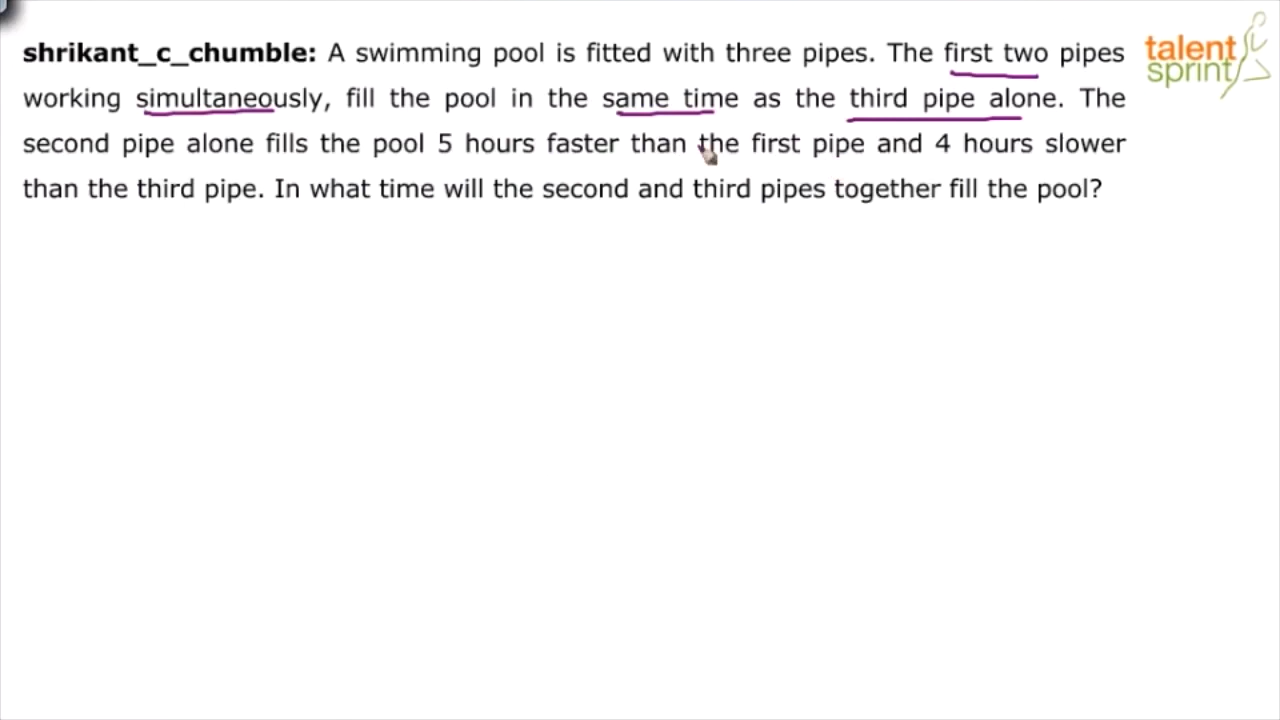 shrikant_c_chumble: A swimming pool is fitted with three pipes. The first two pipes
working simultaneously, fill the pool in the same time as the third pipe alone. The
second pipe alone fills the pool 5 hours faster than the first pipe and 4 hours slower
than the third pipe. In what time will the second and third pipes together fill the pool?
talent
sprint